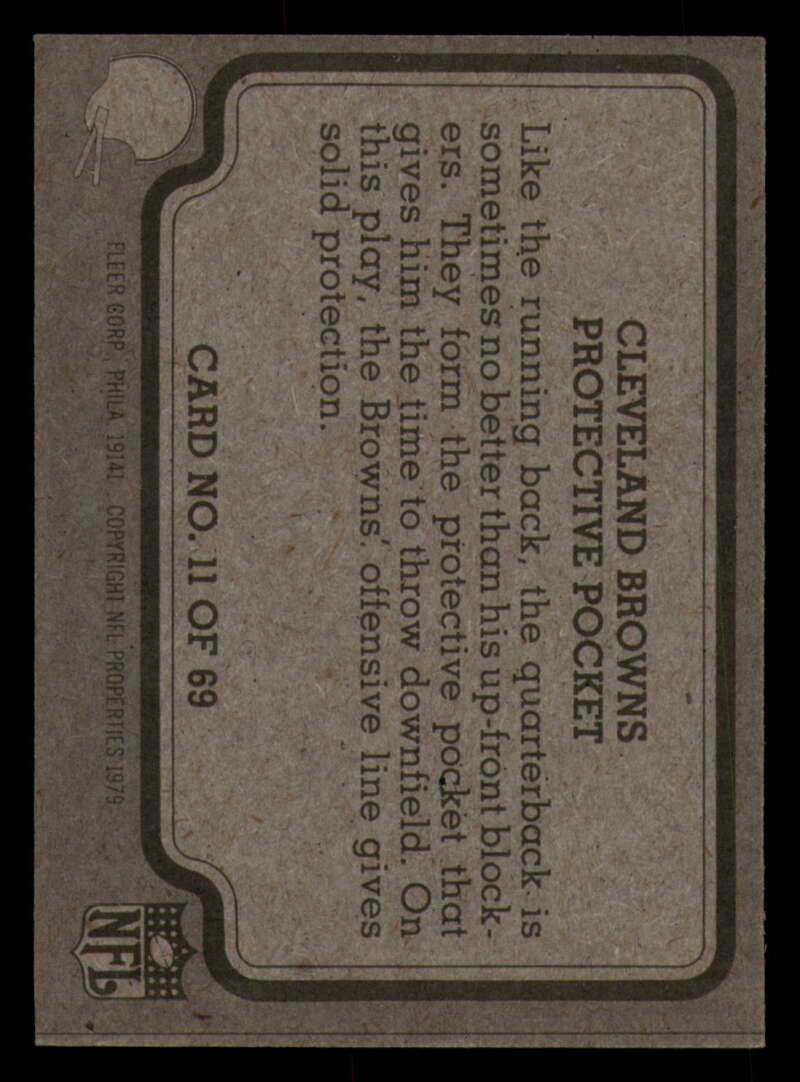 CLEVELAND BROWNS
PROTECTIVE POCKET
Like the running back, the quarterback is
sometimes no better than his up-front block-
ers. They form the protective pocket that
gives him the time to throw downfield. On
this play, the Browns' offensive line gives
solid protection.
CARD NO. 11 OF 69
FLEER CORP., PHILA 19141 COPYRIGHT NFL PROPERTIES 1979
NFL